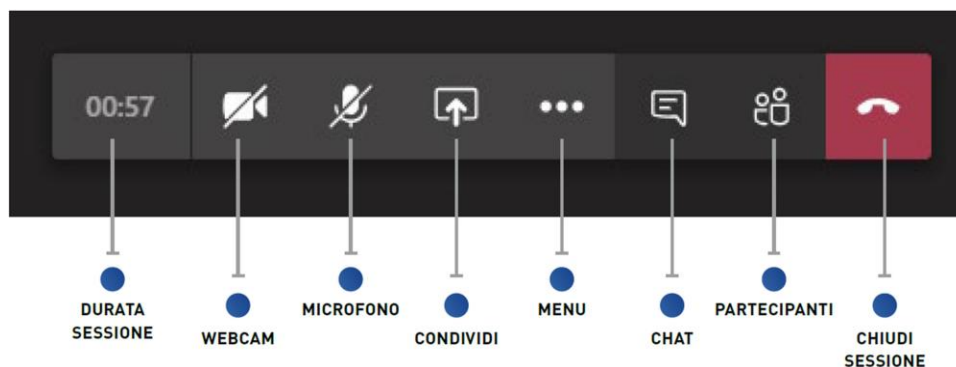 00:57
DURATA
SESSIONE
WEBCAM
MICROFONO
CONDIVIDI
MENU
CHAT
PARTECIPANTI
CHIUDI
SESSIONE